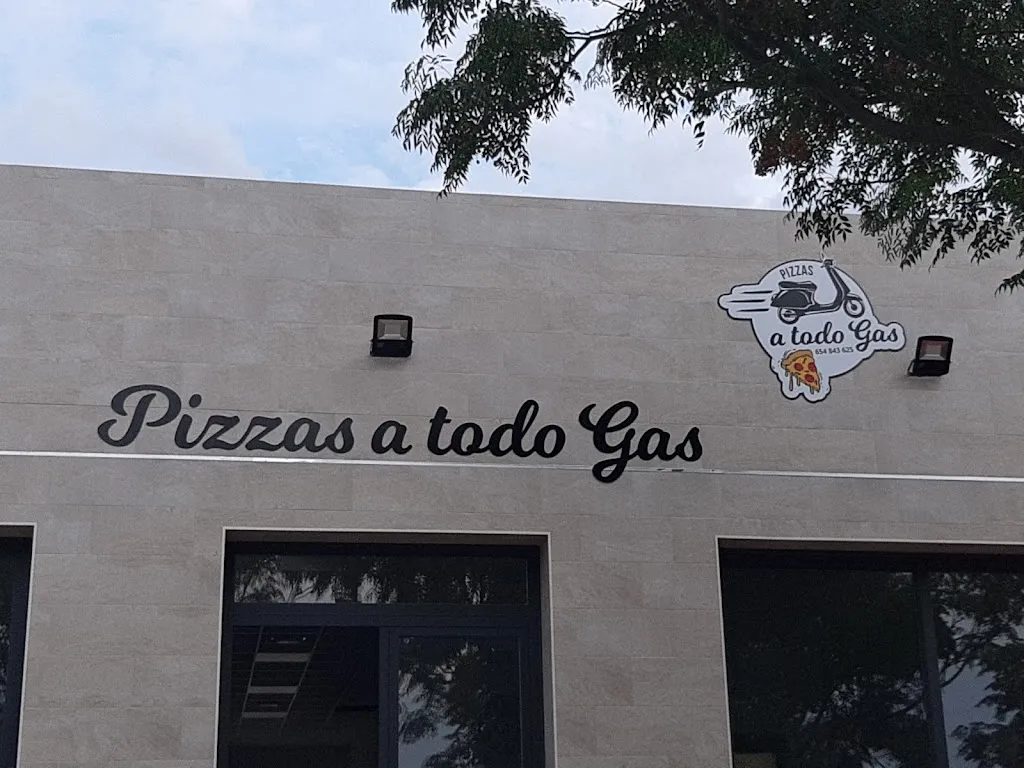 PIZZAS
a todo Gas
654 843 625
Pizzas a todo Gas